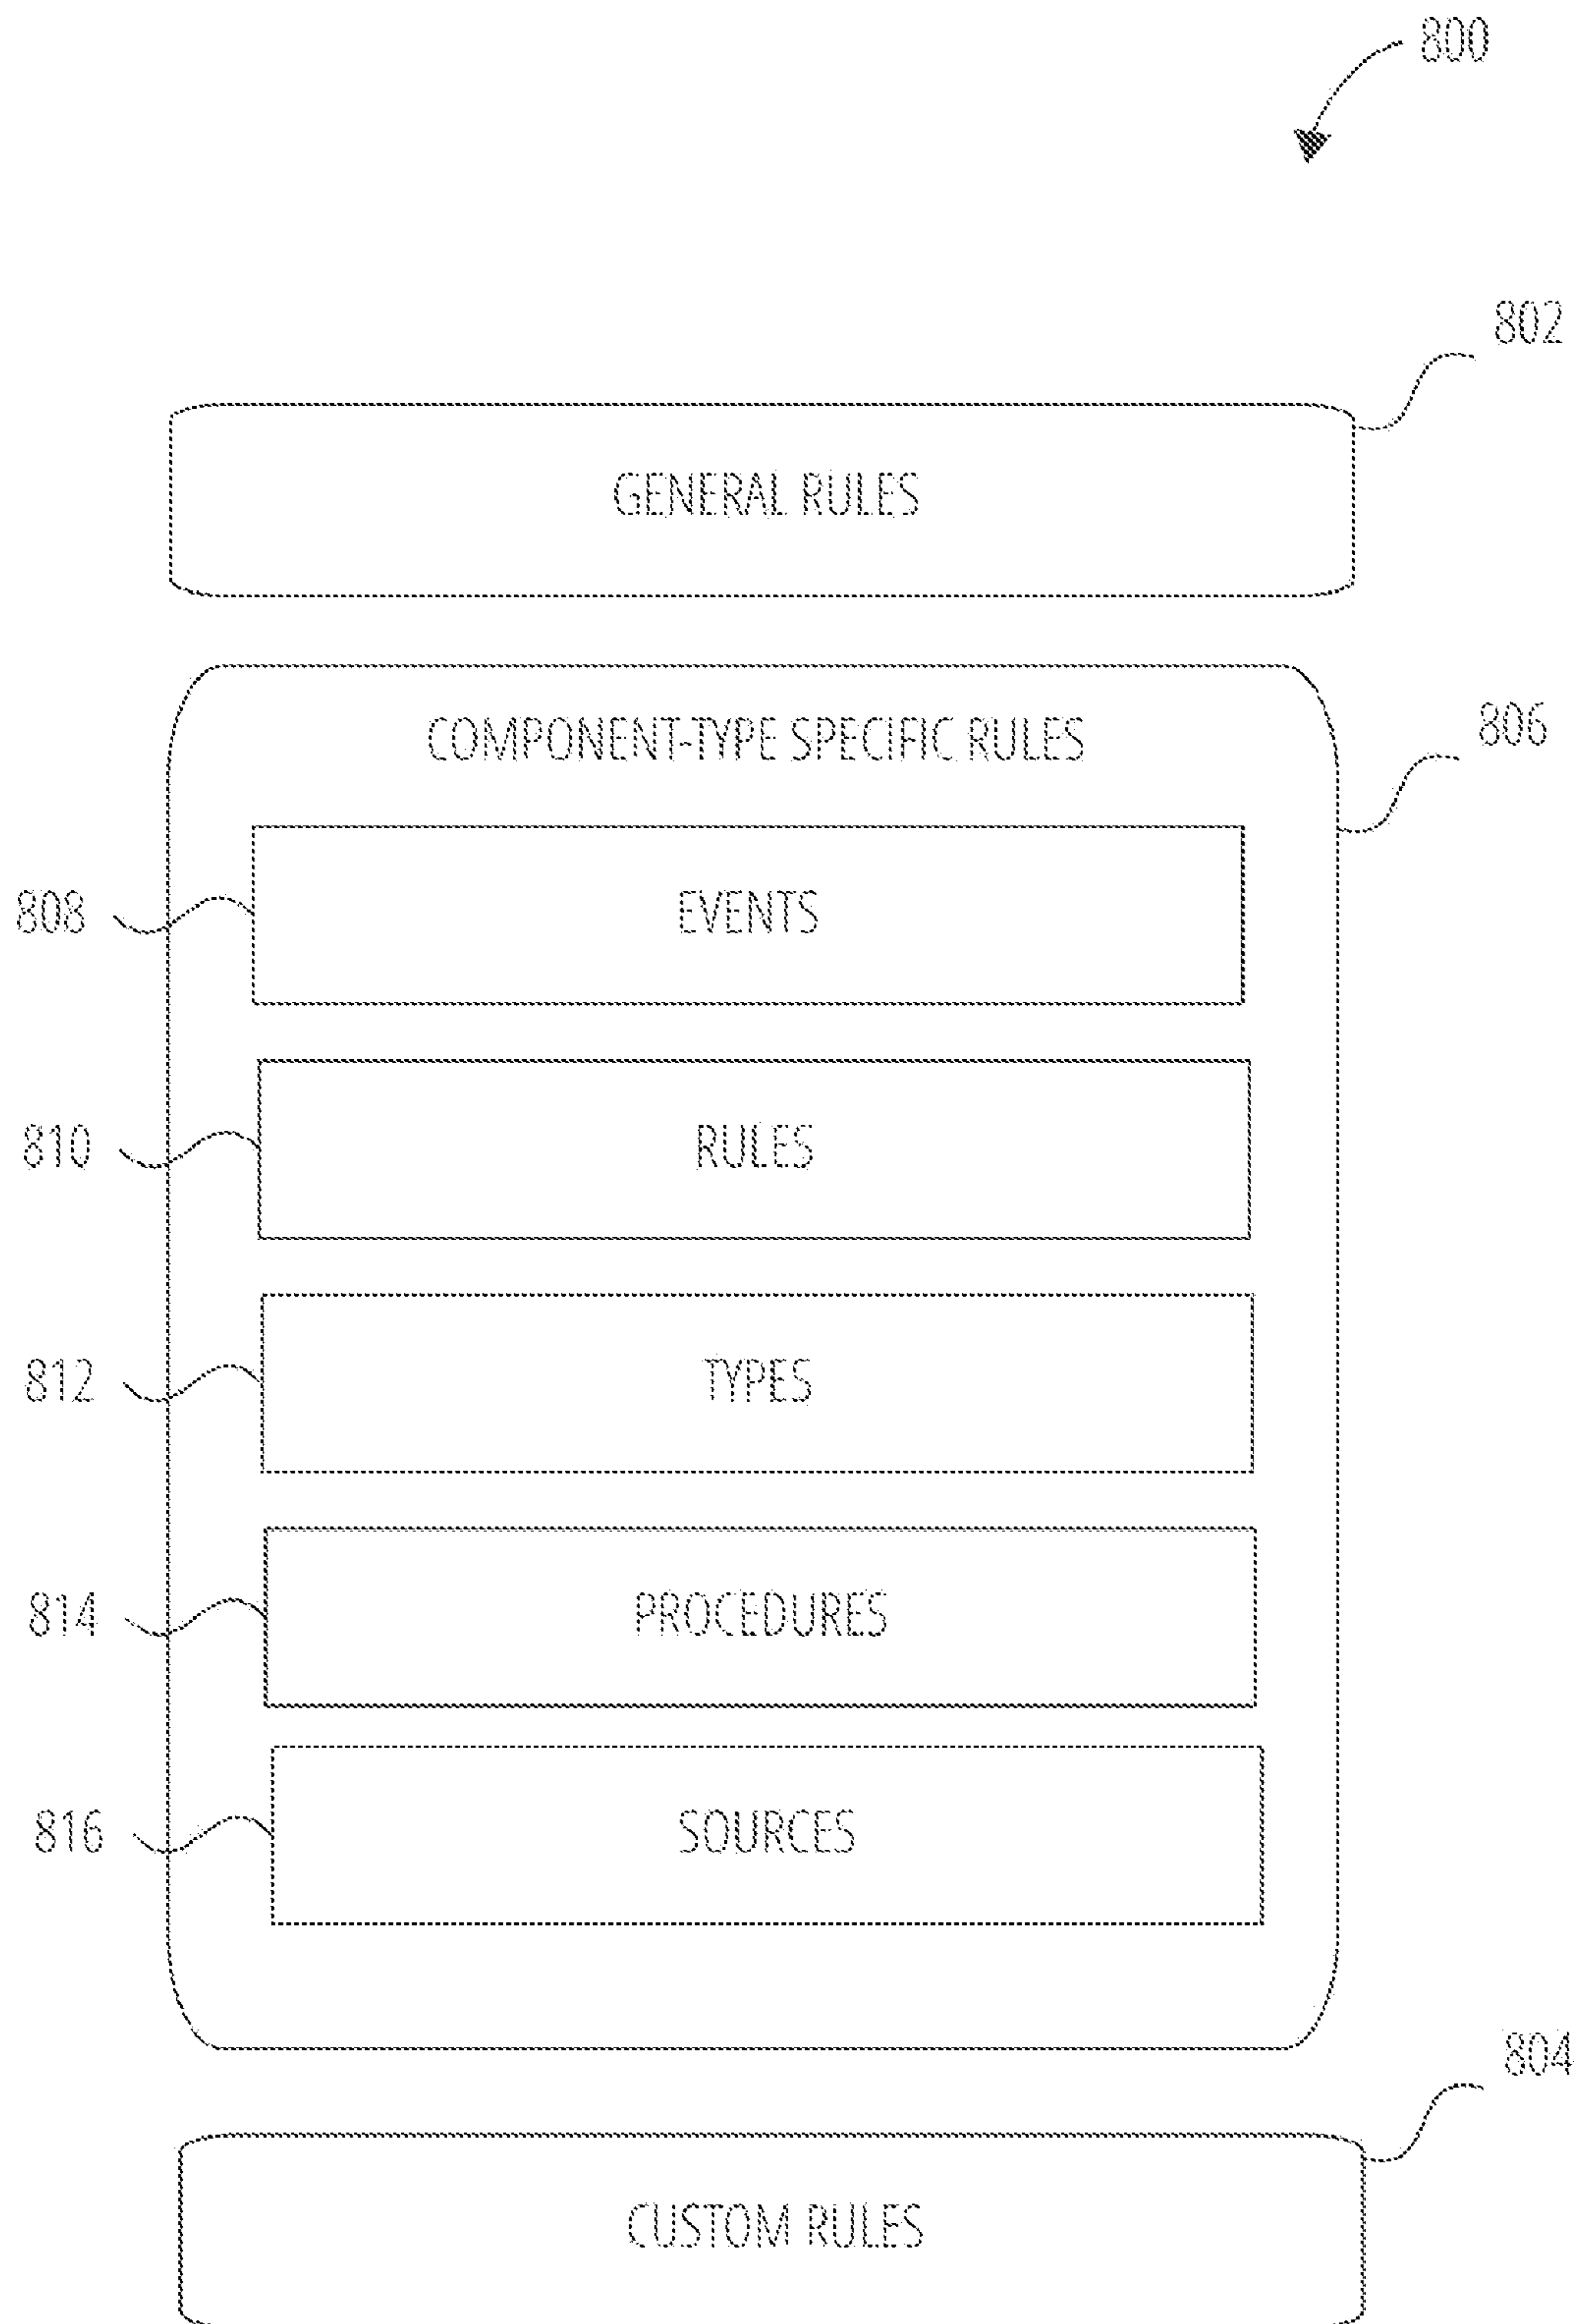 800
802
GENERAL RULES
COMPONENT-TYPE SPECIFIC RULES
806
808
EVENTS
810
RULES
812
TYPES
814
PROCEDURES
816
SOURCES
804
CUSTOM RULES